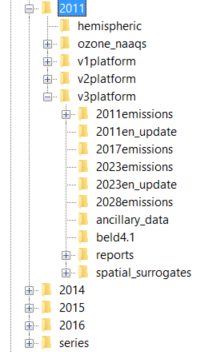 2011
hemispheric
ozone_naaqs
v1platform
v2platform
v3platform
2011emissions
2011en_update
2017emissions
2023emissions
2023en_update
2028emissions
ancillary_data
beld4.1
reports
spatial_surrogates
2014
2015
2016
series